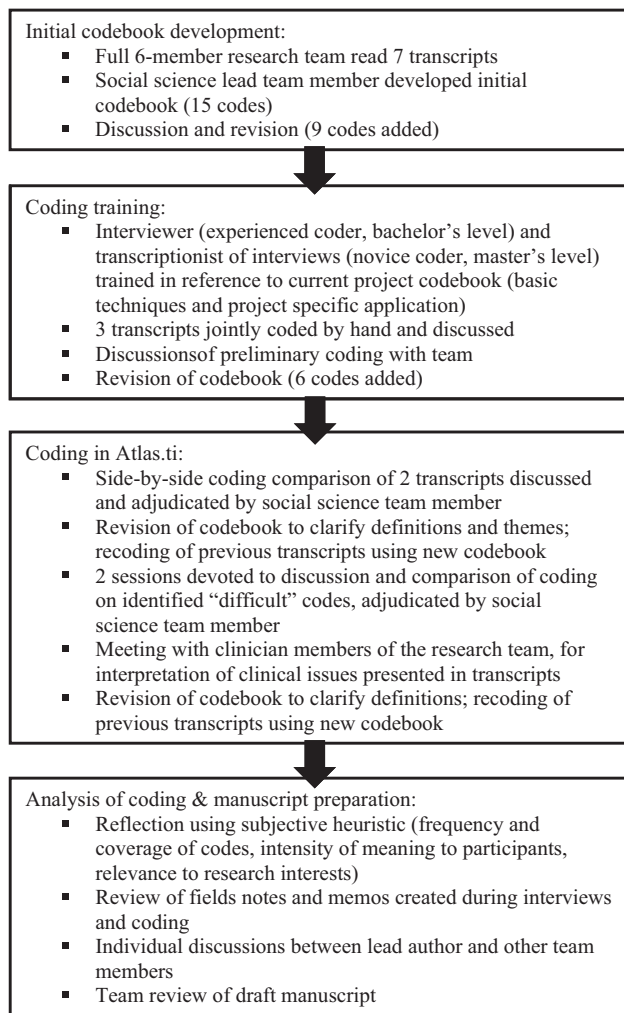 Initial codebook development:
▪ Full 6-member research team read 7 transcripts
▪ Social science lead team member developed initial
codebook (15 codes)
▪ Discussion and revision (9 codes added)
Coding training:
▪ Interviewer (experienced coder, bachelor’s level) and
transcriptionist of interviews (novice coder, master’s level)
trained in reference to current project codebook (basic
techniques and project specific application)
▪ 3 transcripts jointly coded by hand and discussed
▪ Discussionsof preliminary coding with team
▪ Revision of codebook (6 codes added)
Coding in Atlas.ti:
▪ Side-by-side coding comparison of 2 transcripts discussed
and adjudicated by social science team member
▪ Revision of codebook to clarify definitions and themes;
recoding of previous transcripts using new codebook
▪ 2 sessions devoted to discussion and comparison of coding
on identified “difficult” codes, adjudicated by social
science team member
▪ Meeting with clinician members of the research team, for
interpretation of clinical issues presented in transcripts
▪ Revision of codebook to clarify definitions; recoding of
previous transcripts using new codebook
Analysis of coding & manuscript preparation:
▪ Reflection using subjective heuristic (frequency and
coverage of codes, intensity of meaning to participants,
relevance to research interests)
▪ Review of fields notes and memos created during interviews
and coding
▪ Individual discussions between lead author and other team
members
▪ Team review of draft manuscript